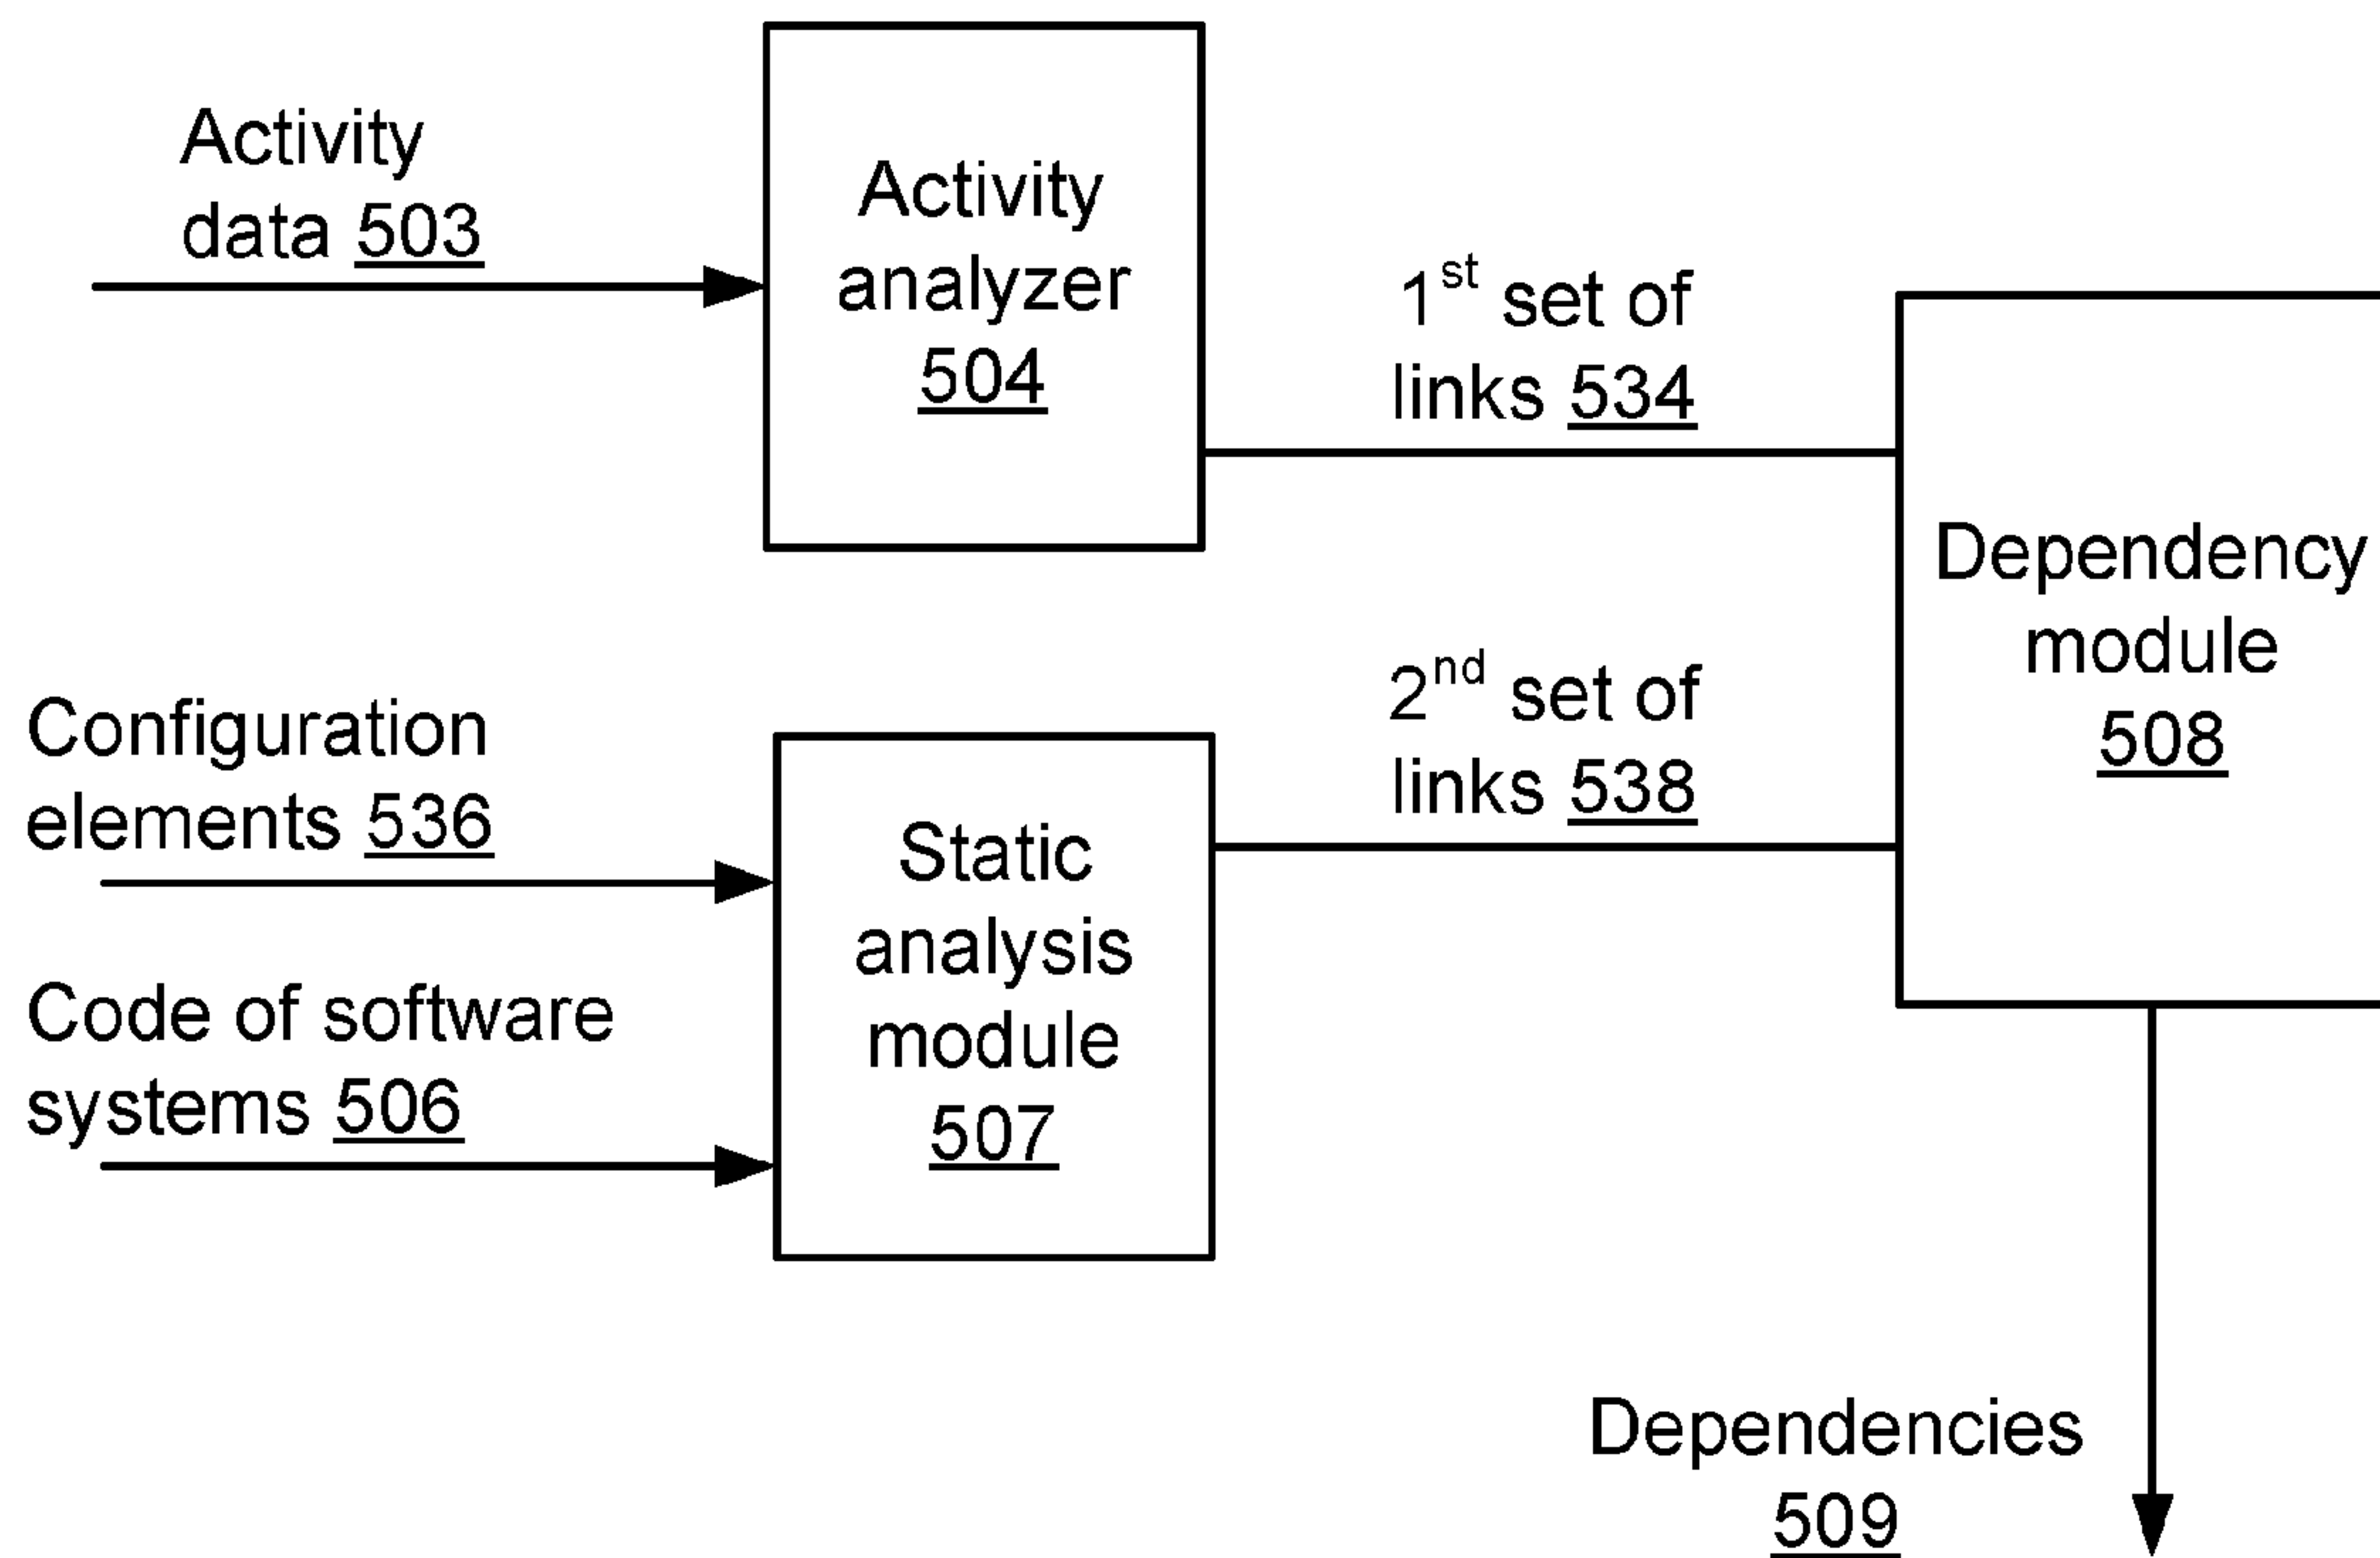 Activity
data 503
Activity
analyzer
504
1st set of
links 534
Dependency
module
508
2nd set of
links 538
Configuration
elements 536
Code of software
systems 506
Static
analysis
module
507
Dependencies
509